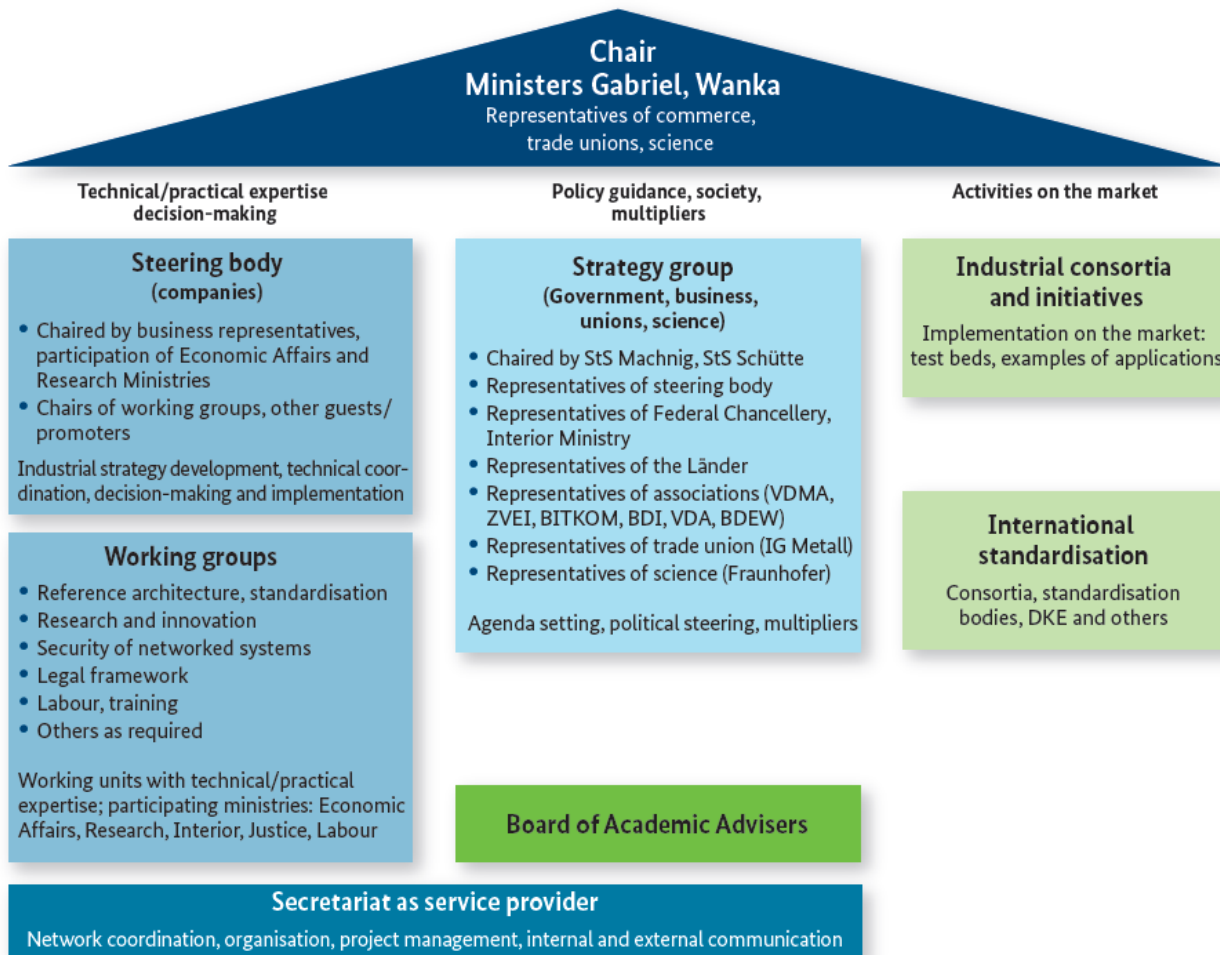 Chair
Ministers Gabriel, Wanka
Representatives of commerce,
trade unions, science
Technical/practical expertise
decision-making
Steering body
(companies)
• Chaired by business representatives,
participation of Economic Affairs and
Research Ministries
• Chairs of working groups, other guests/
promoters
Industrial strategy development, technical coor-
dination, decision-making and implementation
Working groups
• Reference architecture, standardisation
• Research and innovation
• Security of networked systems
• Legal framework
• Labour, training
• Others as required
Working units with technical/practical
expertise; participating ministries: Economic
Affairs, Research, Interior, Justice, Labour
Policy guidance, society,
multipliers
Strategy group
(Government, business,
unions, science)
• Chaired by StS Machnig, StS Schütte
• Representatives of steering body
• Representatives of Federal Chancellery,
Interior Ministry
• Representatives of the Länder
• Representatives of associations (VDMA,
ZVEI, BITKOM, BDI, VDA, BDEW)
• Representatives of trade union (IG Metall)
• Representatives of science (Fraunhofer)
Agenda setting, political steering, multipliers
Board of Academic Advisers
Activities on the market
Industrial consortia
and initiatives
Implementation on the market:
test beds, examples of applications
International
standardisation
Consortia, standardisation
bodies, DKE and others
Secretariat as service provider
Network coordination, organisation, project management, internal and external communication